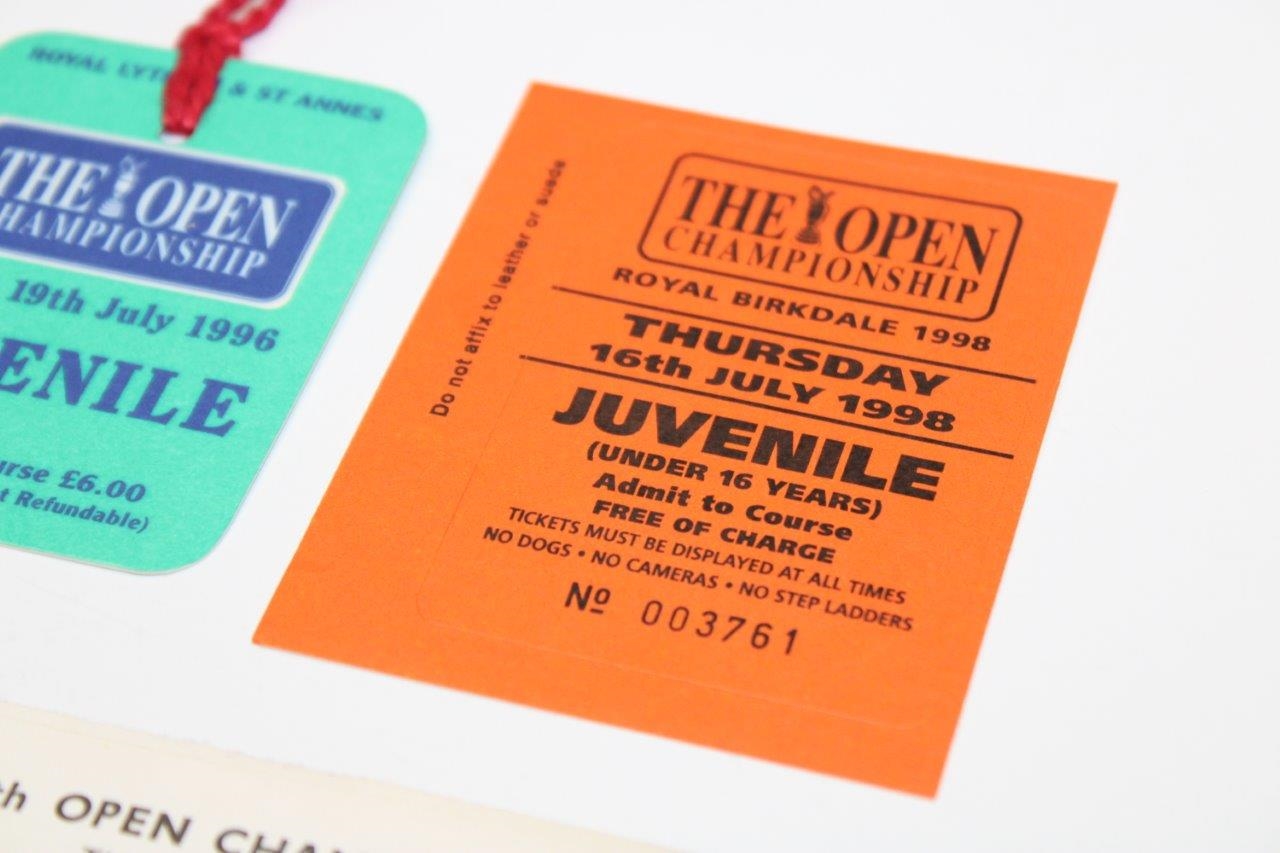 ROYAL LYT & ST ANNES
THE OPEN
HAMPIONSHIP
19th July 1996
ENILE
urse £6.00
t Refundable)
Do not affix to leather or suede
THE OPEN
CHAMPIONSHIP
ROYAL BIRKDALE 1998
THURSDAY
16th JULY 1998
JUVENILE
(UNDER 16 YEARS)
Admit to Course
FREE OF CHARGE
TICKETS MUST BE DISPLAYED AT ALL TIMES
NO DOGS • NO CAMERAS • NO STEP LADDERS
Nº 003761
th OPEN CHA